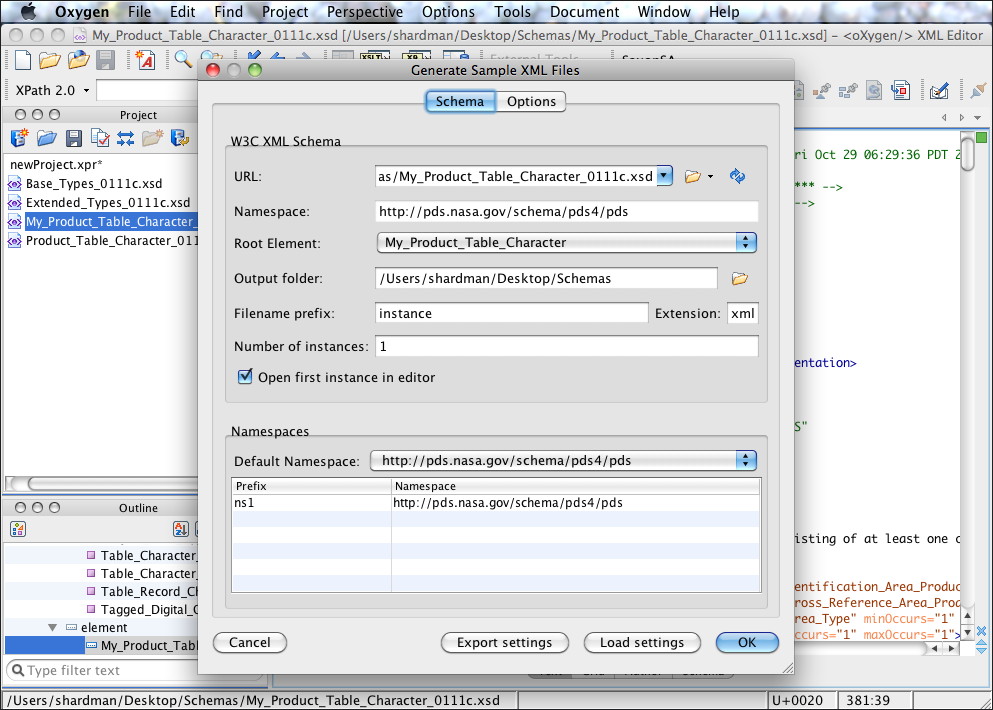 Oxygen File Edit Find Project Perspective Options Tools Document Window Help
My_Product_Table_Character_0111c.xsd [/Users/shardman/Desktop/Schemas/My_Product_Table_Character_0111c.xsd] - <oXygen/> XML Editor
External Tools
XPath 2.0
Generate Sample XML Files
Schema Options
Project
newProject.xpr*
Base_Types_0111c.xsd
Extended_Types_0111c.xsd
My_Product_Table_Character_
Product_Table_Character_011
W3C XML Schema
URL: as/My_Product_Table_Character_0111c.xsd
Namespace: http://pds.nasa.gov/schema/pds4/pds
Root Element: My_Product_Table_Character
Output folder: /Users/shardman/Desktop/Schemas
Filename prefix: instance Extension: xml
Number of instances: 1
Open first instance in editor
Namespaces
Default Namespace: http://pds.nasa.gov/schema/pds4/pds
Prefix Namespace
ns1 http://pds.nasa.gov/schema/pds4/pds
Cancel Export settings Load settings OK
ri Oct 29 06:29:36 PDT 2
*** -->
-->
entation>
S"
isting of at least one c
entification_Area_Produc
ross_Reference_Area_Prod
rea_Type" minOccurs="1"
ccurs="1" maxOccurs="1">
Outline
Table_Character_
Table_Character_
Table_Record_Ch
Tagged_Digital_O
element
My_Product_Tabl
Type filter text
/Users/shardman/Desktop/Schemas/My_Product_Table_Character_0111c.xsd U+0020 381:39